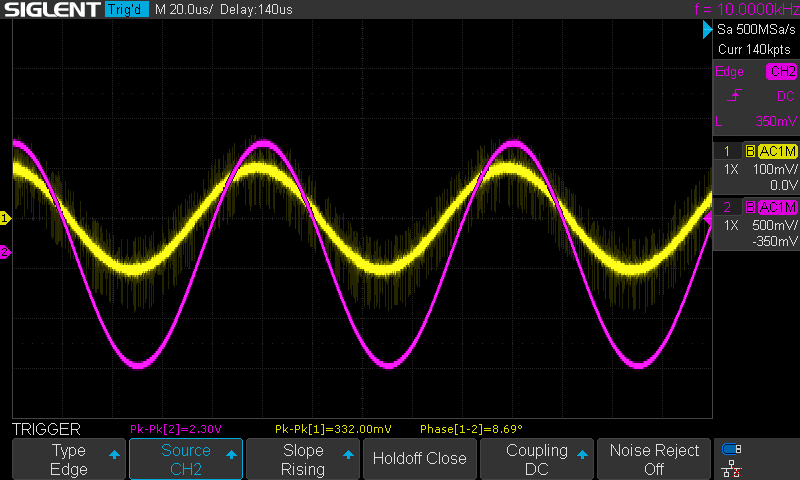 SIGLENT Trig'd M 20.0us/ Delay:140us f = 10.0000kHz
Sa 500MSa/s
Curr 140kpts
Edge CH2
DC
L 350mV
1 B AC1M
1X 100mV/
0.0V
2 B AC1M
1X 500mV/
-350mV
1
2
TRIGGER Pk-Pk[2]=2.30V Pk-Pk[1]=332.00mV Phase[1-2]=8.69°
Type
Edge
Source
CH2
Slope
Rising
Holdoff Close
Coupling
DC
Noise Reject
Off